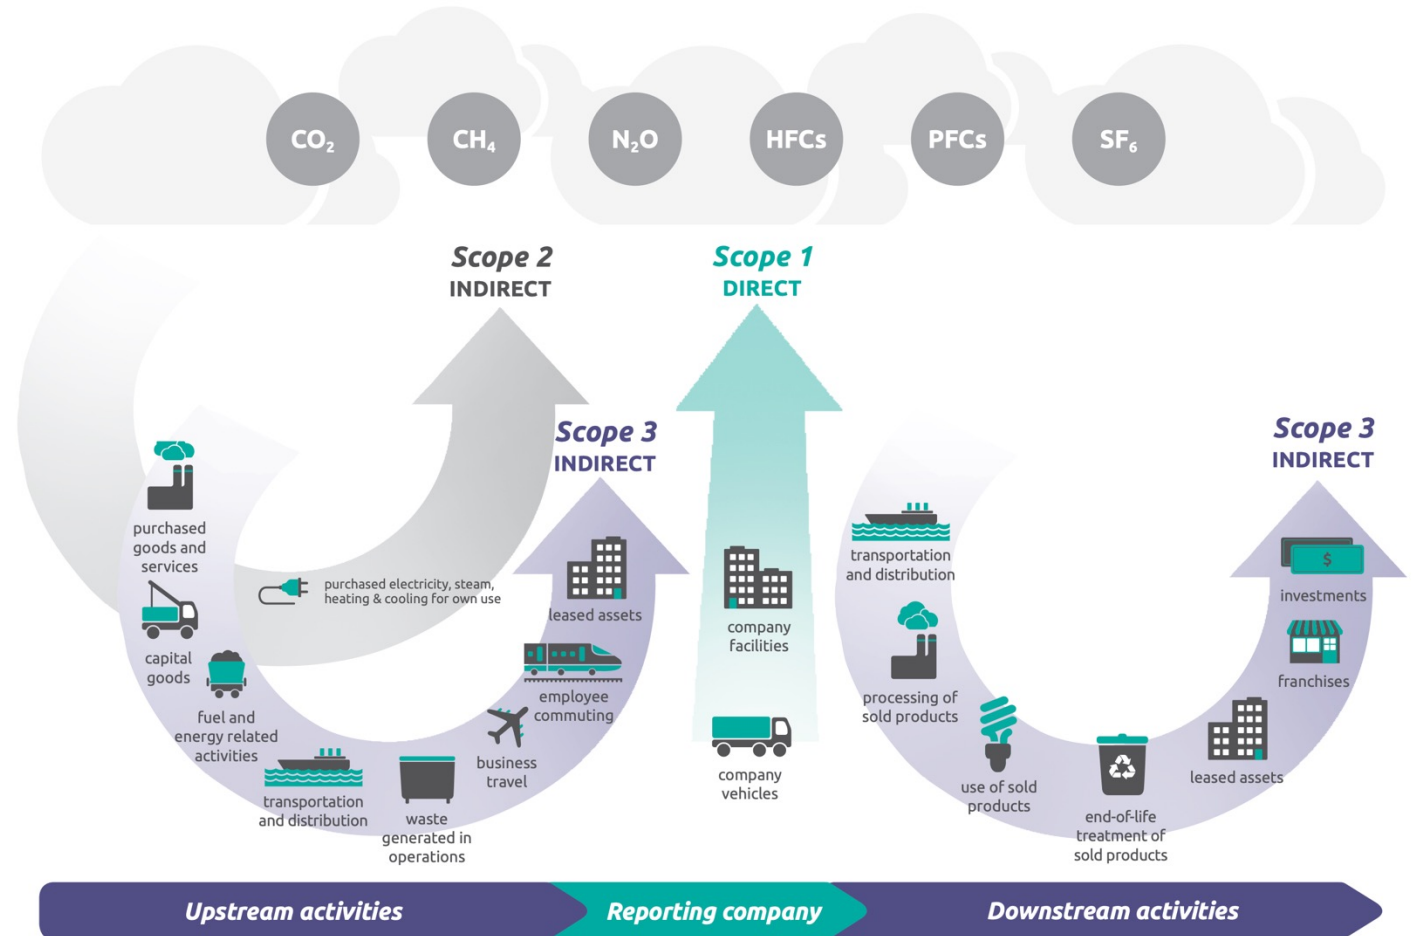 CO₂
CH₄
N₂O
HFCs
PFCs
SF₆
Scope 2
INDIRECT
Scope 1
DIRECT
Scope 3
INDIRECT
Scope 3
INDIRECT
purchased
goods and
services
capital
goods
fuel and
energy related
activities
transportation
and distribution
waste
generated in
operations
business
travel
employee
commuting
leased assets
purchased electricity, steam,
heating & cooling for own use
company
facilities
company
vehicles
transportation
and distribution
processing of
sold products
use of sold
products
end-of-life
treatment of
sold products
leased assets
franchises
$
investments
Upstream activities
Reporting company
Downstream activities